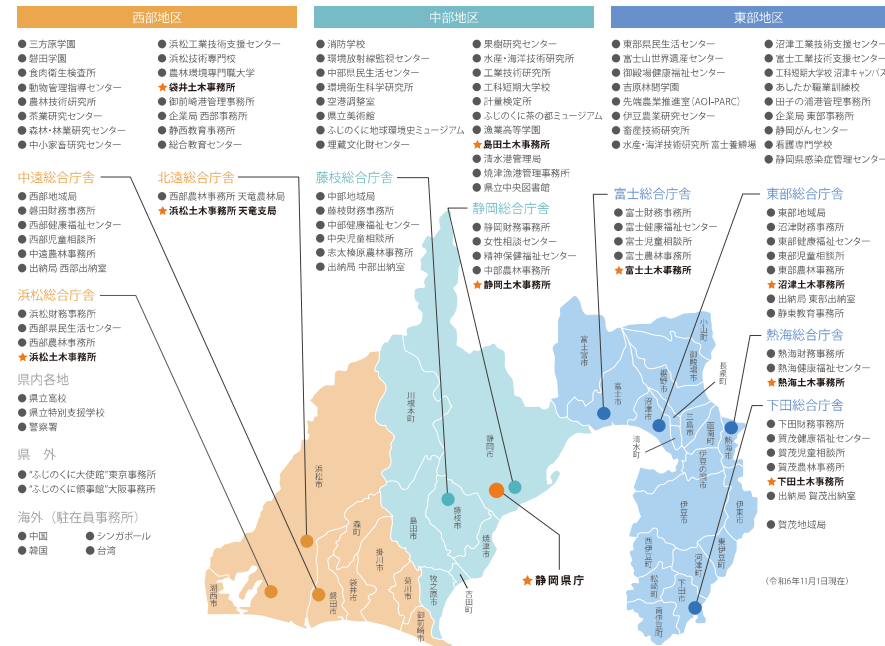 西部地区
● 三方原学園
● 磐田学園
● 食肉衛生検査所
● 動物管理指導センター
● 農林技術研究所
● 茶業研究センター
● 森林・林業研究センター
● 中小家畜研究センター
● 浜松工業技術支援センター
● 浜松技術専門校
● 農林環境専門職大学
★ 袋井土木事務所
● 御前崎港管理事務所
● 企業局 西部事務所
● 静西教育事務所
● 総合教育センター
中遠総合庁舎
● 西部地域局
● 磐田財務事務所
● 西部健康福祉センター
● 西部児童相談所
● 中遠農林事務所
● 出納局 西部出納室
北遠総合庁舎
● 西部農林事務所 天竜農林局
★ 浜松土木事務所 天竜支局
浜松総合庁舎
● 浜松財務事務所
● 西部県民生活センター
● 西部農林事務所
★ 浜松土木事務所
県内各地
● 県立高校
● 県立特別支援学校
● 警察署
県 外
● “ふじのくに大使館”東京事務所
● “ふじのくに領事館”大阪事務所
海外（駐在員事務所）
● 中国
● シンガポール
● 韓国
● 台湾
中部地区
● 消防学校
● 環境放射線監視センター
● 中部県民生活センター
● 環境衛生科学研究所
● 空港調整室
● 県立美術館
● ふじのくに地球環境史ミュージアム
● 埋蔵文化財センター
● 果樹研究センター
● 水産・海洋技術研究所
● 工業技術研究所
● 工科短期大学校
● 計量検定所
● ふじのくに茶の都ミュージアム
● 漁業高等学園
★ 島田土木事務所
● 清水港管理局
● 焼津漁港管理事務所
● 県立中央図書館
藤枝総合庁舎
● 中部地域局
● 藤枝財務事務所
● 中部健康福祉センター
● 中央児童相談所
● 志太榛原農林事務所
● 出納局 中部出納室
静岡総合庁舎
● 静岡財務事務所
● 女性相談センター
● 精神保健福祉センター
● 中部農林事務所
★ 静岡土木事務所
東部地区
● 東部県民生活センター
● 富士山世界遺産センター
● 御殿場健康福祉センター
● 吉原林間学園
● 先端農業推進室（AOI-PARC）
● 伊豆農業研究センター
● 畜産技術研究所
● 水産・海洋技術研究所 富士養鱒場
● 沼津工業技術支援センター
● 富士工業技術支援センター
● 工科短期大学校 沼津キャンパス
● あしたか職業訓練校
● 田子の浦港管理事務所
● 企業局 東部事務所
● 静岡がんセンター
● 看護専門学校
● 静岡県感染症管理センター
富士総合庁舎
● 富士財務事務所
● 富士健康福祉センター
● 富士児童相談所
● 富士農林事務所
★ 富士土木事務所
東部総合庁舎
● 東部地域局
● 沼津財務事務所
● 東部健康福祉センター
● 東部児童相談所
● 東部農林事務所
★ 沼津土木事務所
● 出納局 東部出納室
● 静東教育事務所
熱海総合庁舎
● 熱海財務事務所
● 熱海健康福祉センター
★ 熱海土木事務所
下田総合庁舎
● 下田財務事務所
● 賀茂健康福祉センター
● 賀茂児童相談所
● 賀茂農林事務所
★ 下田土木事務所
● 出納局 賀茂出納室
● 賀茂地域局
（令和6年11月1日現在）
湖西市
浜松市
磐田市
森町
袋井市
掛川市
菊川市
御前崎市
牧之原市
吉田町
島田市
川根本町
藤枝市
焼津市
静岡市
★ 静岡県庁
富士宮市
富士市
沼津市
裾野市
御殿場市
小山町
長泉町
清水町
三島市
函南町
熱海市
伊豆の国市
伊豆市
伊東市
東伊豆町
河津町
西伊豆町
松崎町
下田市
南伊豆町